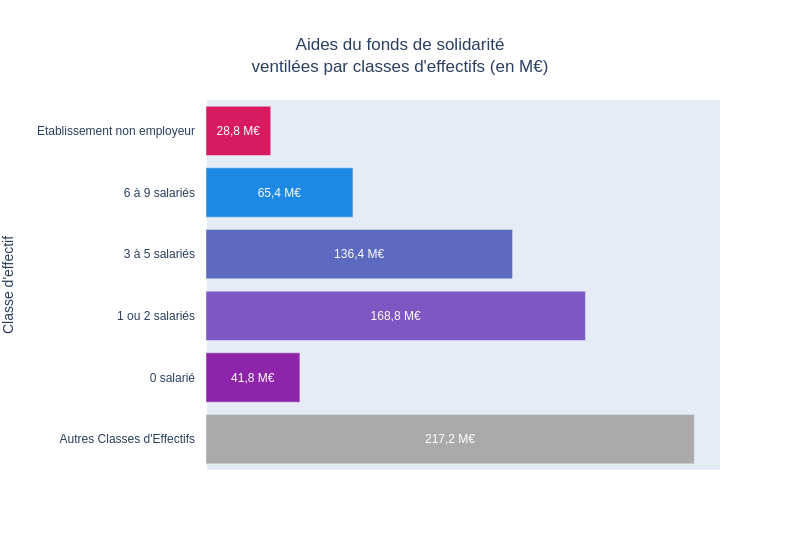 Aides du fonds de solidarité
ventilées par classes d'effectifs (en M€)
Classe d'effectif
Etablissement non employeur
28,8 M€
6 à 9 salariés
65,4 M€
3 à 5 salariés
136,4 M€
1 ou 2 salariés
168,8 M€
0 salarié
41,8 M€
Autres Classes d'Effectifs
217,2 M€